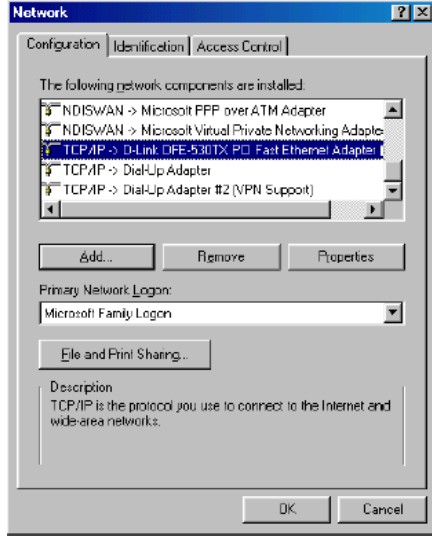 Network
Configuration Identification Access Control
The following network components are installed:
NDISWAN -> Microsoft PPP over ATM Adapter
NDISWAN -> Microsoft Virtual Private Networking Adapte
TCP/IP -> D-Link DFE-530TX PCI Fast Ethernet Adapter
TCP/IP -> Dial-Up Adapter
TCP/IP -> Dial-Up Adapter #2 (VPN Support)
Add... Remove Properties
Primary Network Logon:
Microsoft Family Logon
File and Print Sharing...
Description
TCP/IP is the protocol you use to connect to the Internet and
wide-area networks.
OK Cancel